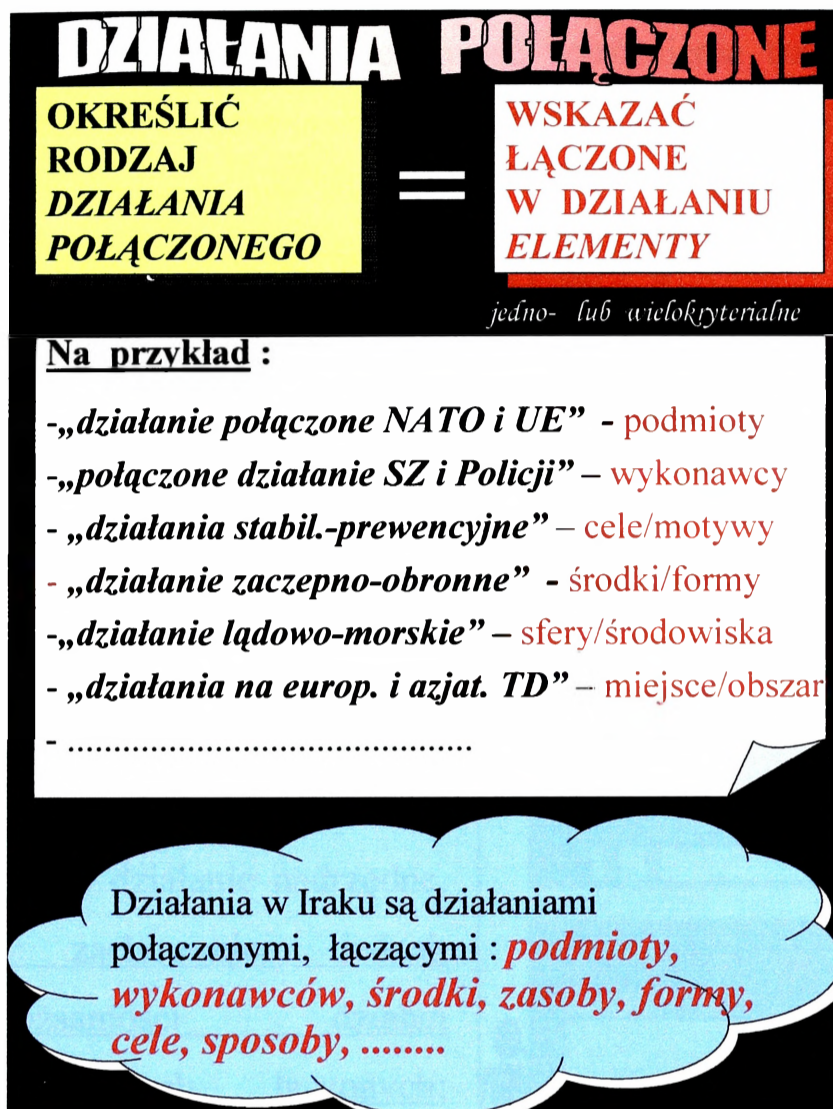 DZIAŁANIA POŁĄCZONE
OKREŚLIĆ
RODZAJ
DZIAŁANIA
POŁĄCZONEGO
=
WSKAZAĆ
ŁĄCZONE
W DZIAŁANIU
ELEMENTY
jedno- lub wielokryterialne
Na przykład :
-„działanie połączone NATO i UE” - podmioty
-„połączone działanie SZ i Policji” – wykonawcy
- „działania stabil.-prewencyjne” – cele/motywy
- „działanie zaczepno-obronne” - środki/formy
-„działanie lądowo-morskie” – sfery/środowiska
- „działania na europ. i azjat. TD” – miejsce/obszar
- ............................................
Działania w Iraku są działaniami
połączonymi, łączącymi : podmioty,
wykonawców, środki, zasoby, formy,
cele, sposoby, ........